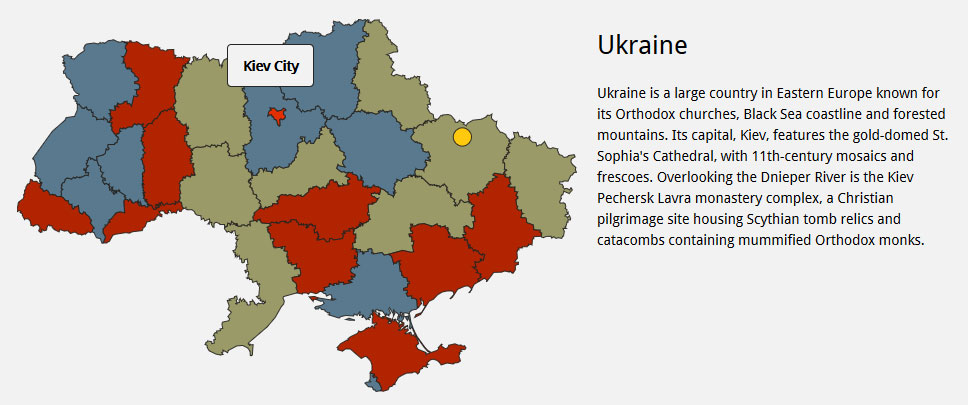 Kiev City
Ukraine
Ukraine is a large country in Eastern Europe known for
its Orthodox churches, Black Sea coastline and forested
mountains. Its capital, Kiev, features the gold-domed St.
Sophia's Cathedral, with 11th-century mosaics and
frescoes. Overlooking the Dnieper River is the Kiev
Pechersk Lavra monastery complex, a Christian
pilgrimage site housing Scythian tomb relics and
catacombs containing mummified Orthodox monks.